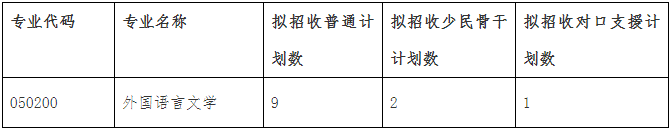 专业代码
专业名称
拟招收普通计
划数
拟招收少民骨干
计划数
拟招收对口支援计
划数
050200
外国语言文学
9
2
1